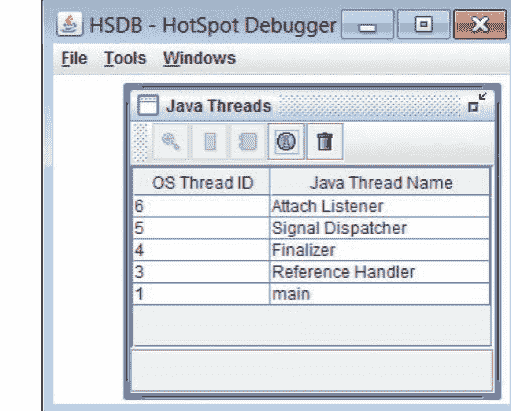 HSDB - HotSpot Debugger
File Tools Windows
Java Threads
OS Thread ID Java Thread Name
6 Attach Listener
5 Signal Dispatcher
4 Finalizer
3 Reference Handler
1 main